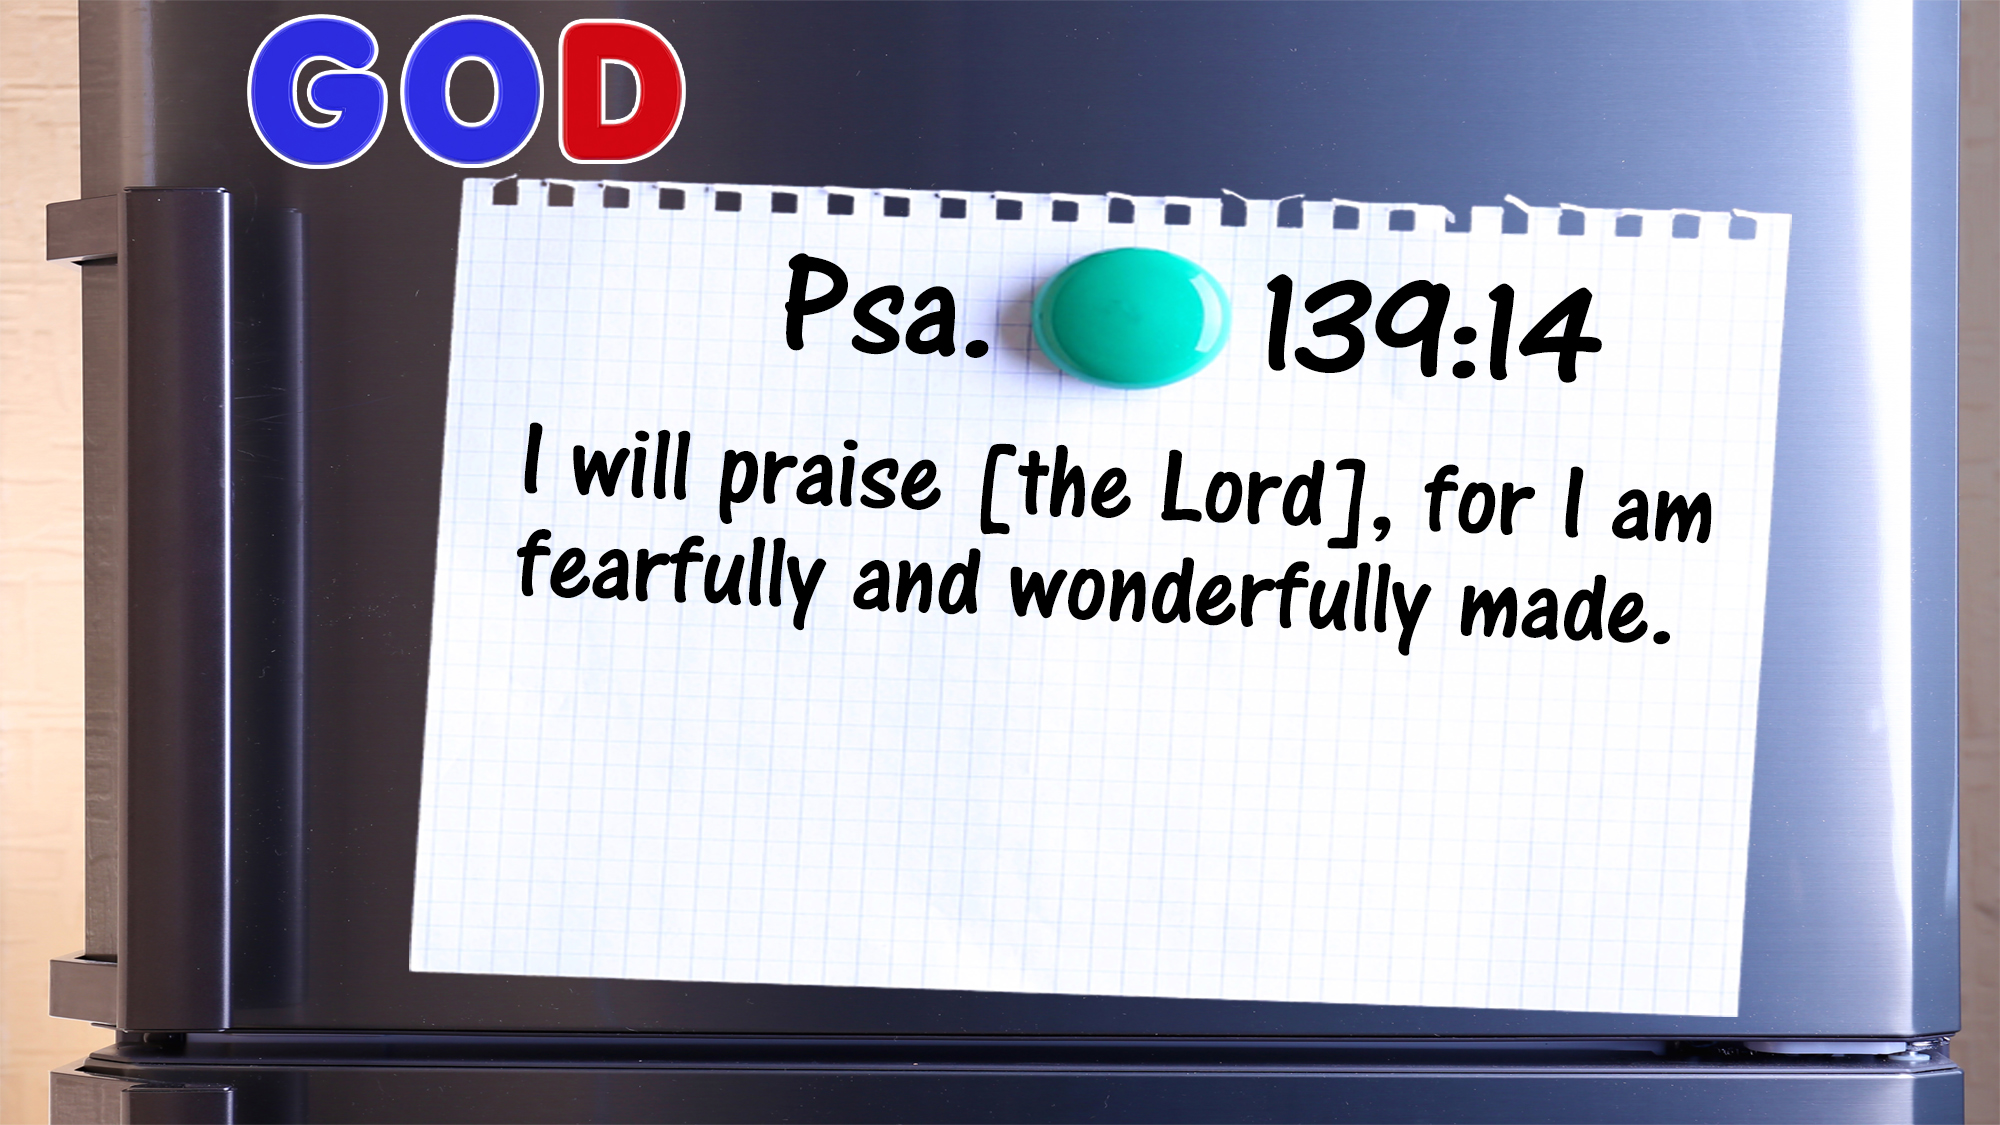 GOD
Psa. 139:14
I will praise [the Lord], for I am
fearfully and wonderfully made.